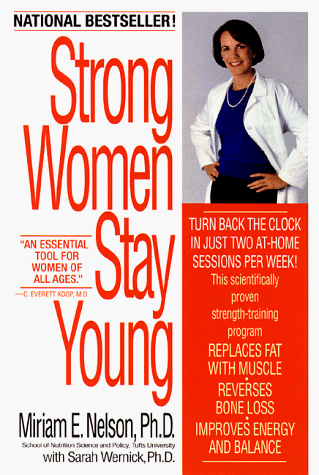 NATIONAL BESTSELLER!
Strong
Women
Stay
Young
"AN ESSENTIAL
TOOL FOR
WOMEN OF
ALL AGES."
—C. EVERETT KOOP, M.D.
Miriam E. Nelson, Ph.D.
School of Nutrition Science and Policy, Tufts University
with Sarah Wernick, Ph.D.
TURN BACK THE CLOCK
IN JUST TWO AT-HOME
SESSIONS PER WEEK!
This scientifically
proven
strength-training
program
REPLACES FAT
WITH MUSCLE
•
REVERSES
BONE LOSS
•
IMPROVES ENERGY
AND BALANCE